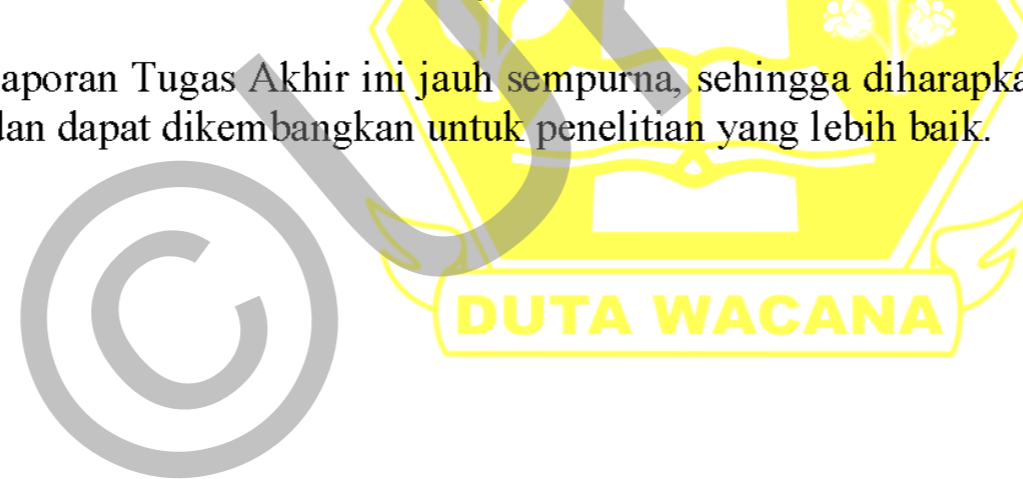 aporan Tugas Akhir ini jauh sempurna, sehingga diharapka
dan dapat dikembangkan untuk penelitian yang lebih baik.
© U
DUTA WACANA